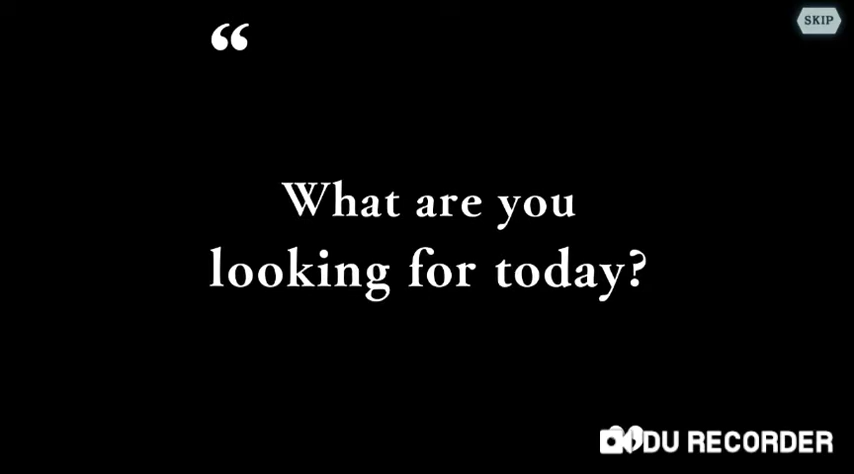 SKIP
“
What are you
looking for today?
DU RECORDER